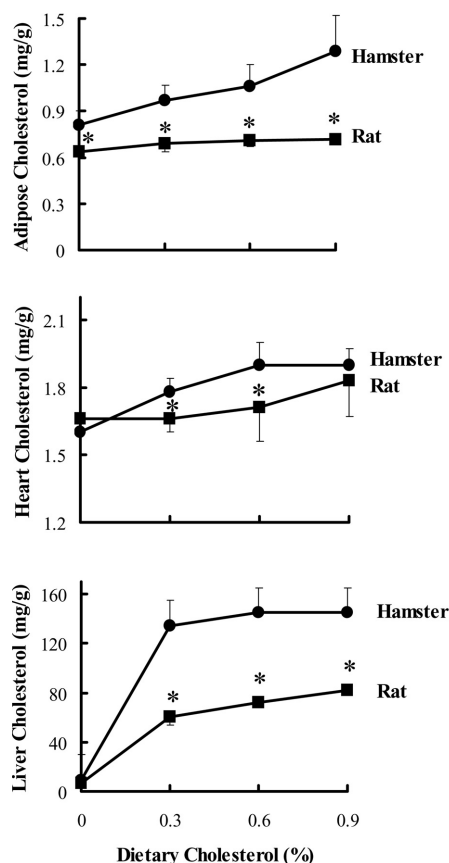 Adipose Cholesterol (mg/g)
1.5
1.2
0.9
0.6
0.3
0
Hamster
Rat
*
*
*
*
Heart Cholesterol (mg/g)
2.1
1.8
1.5
1.2
Hamster
Rat
*
*
Liver Cholesterol (mg/g)
160
120
80
40
0
Hamster
Rat
*
*
*
0 0.3 0.6 0.9
Dietary Cholesterol (%)